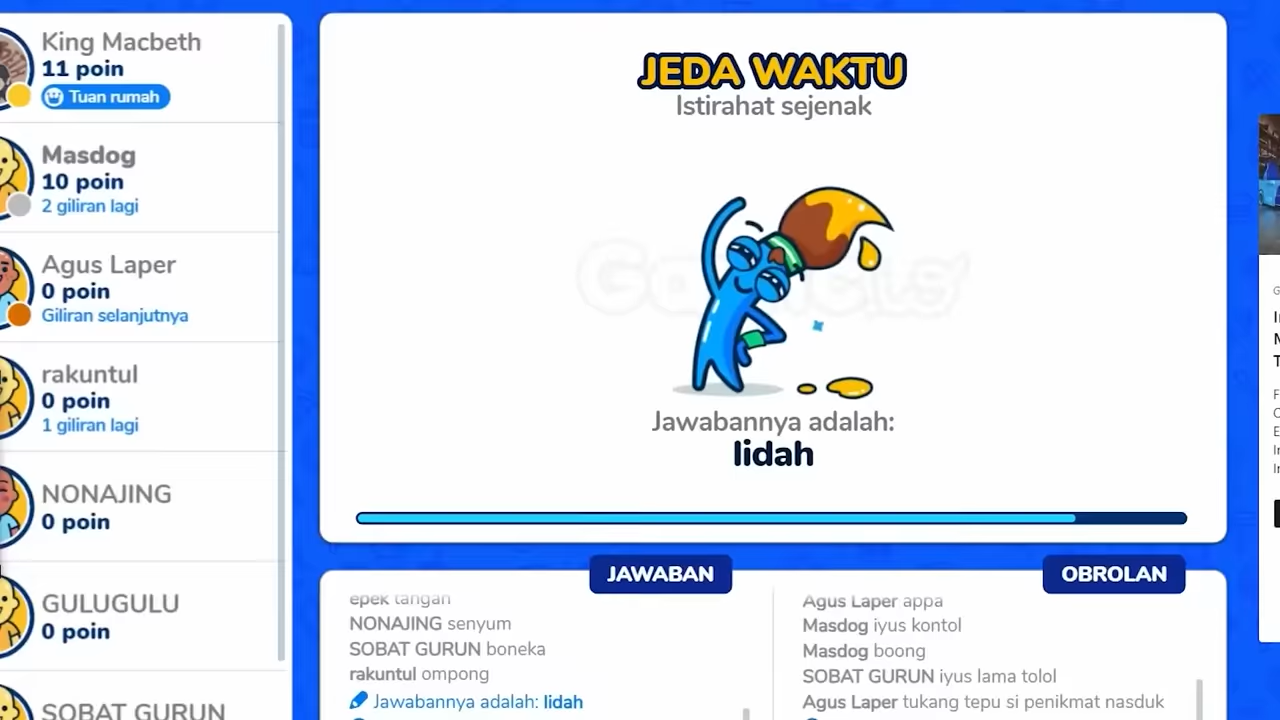 King Macbeth
11 poin
Tuan rumah
Masdog
10 poin
2 giliran lagi
Agus Laper
0 poin
Giliran selanjutnya
rakuntul
0 poin
1 giliran lagi
NONAJING
0 poin
GULUGULU
0 poin
SOBAT GURUN
JEDA WAKTU
Istirahat sejenak
Jawabannya adalah:
lidah
JAWABAN
epek tangan
NONAJING senyum
SOBAT GURUN boneka
rakuntul ompong
Jawabannya adalah: lidah
OBROLAN
Agus Laper appa
Masdog iyus kontol
Masdog boong
SOBAT GURUN iyus lama tolol
Agus Laper tukang tepu si penikmat nasduk